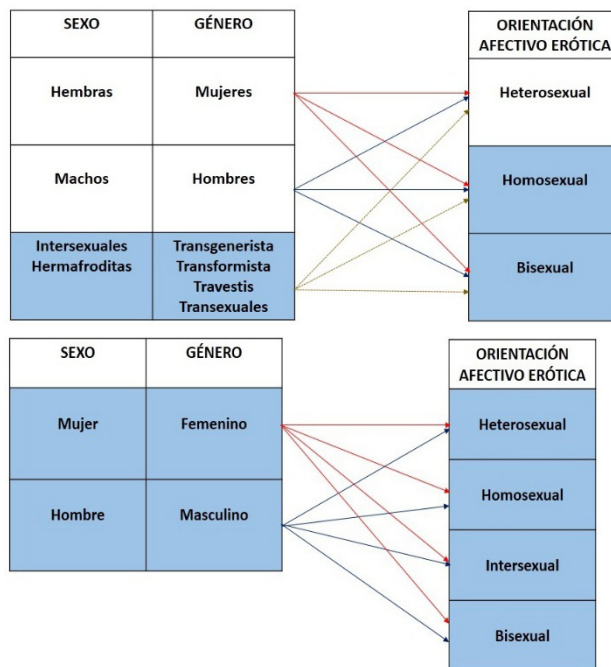 SEXO
GÉNERO
ORIENTACIÓN
AFECTIVO ERÓTICA
Hembras
Mujeres
Heterosexual
Machos
Hombres
Homosexual
Intersexuales
Hermafroditas
Transgenerista
Transformista
Travestis
Transexuales
Bisexual
SEXO
GÉNERO
ORIENTACIÓN
AFECTIVO ERÓTICA
Mujer
Femenino
Heterosexual
Homosexual
Hombre
Masculino
Intersexual
Bisexual